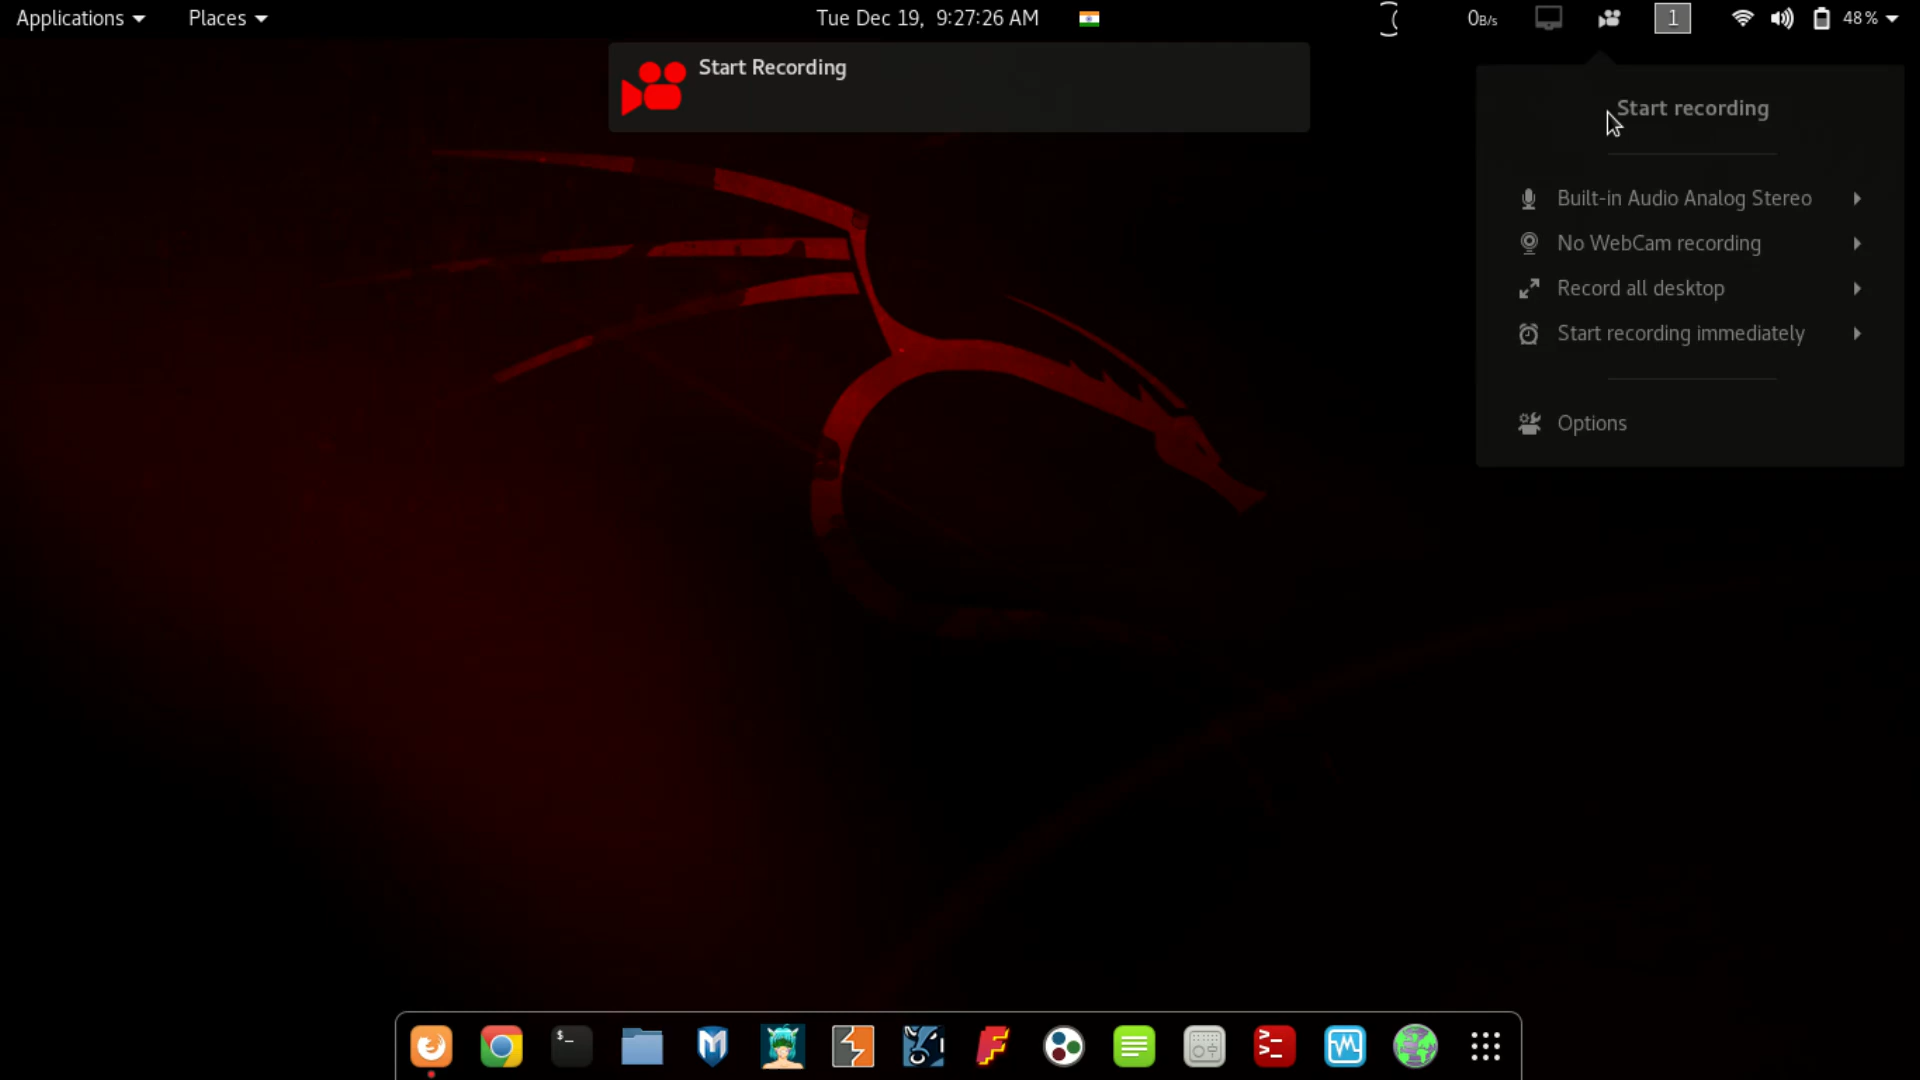 Applications Places Tue Dec 19, 9:27:26 AM 0B/s 1 48%
Start Recording
Start recording
Built-in Audio Analog Stereo
No WebCam recording
Record all desktop
Start recording immediately
Options
$_